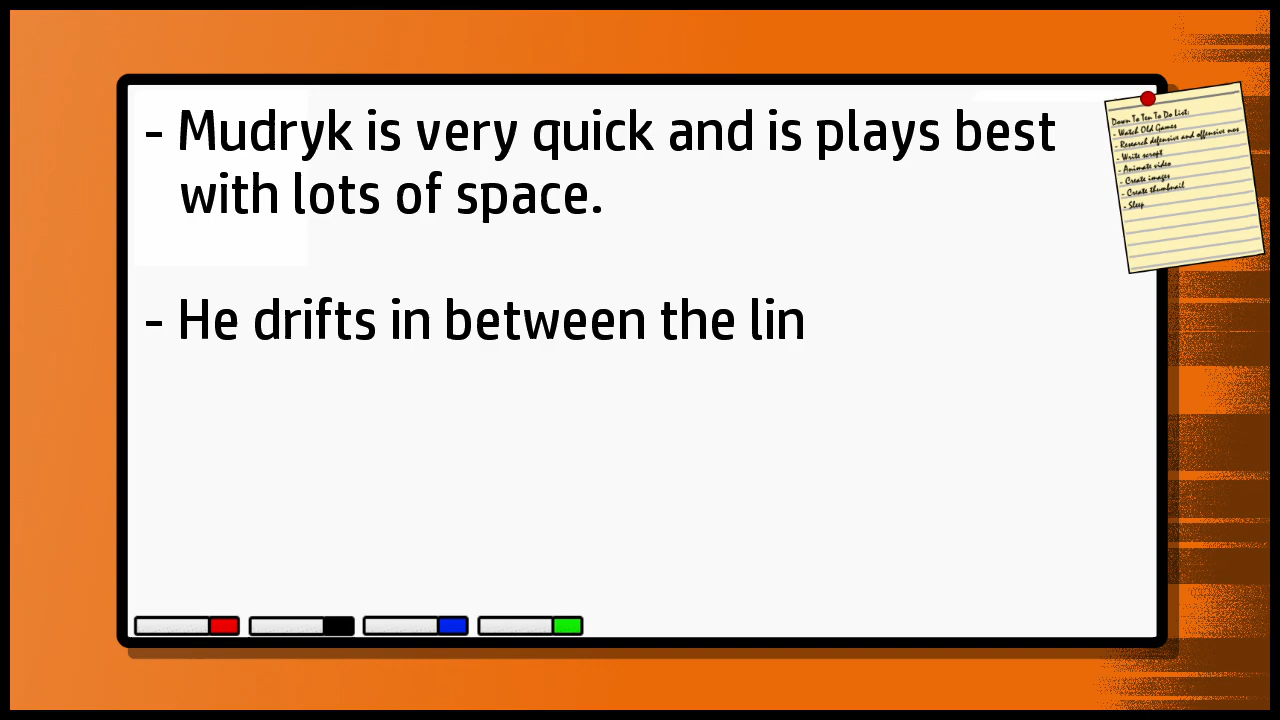 - Mudryk is very quick and is plays best
with lots of space.
- He drifts in between the lin
Down To Ten To Do List:
- Watch Old Games
- Research defensive and offensive nos
- Write script
- Animate video
- Create images
- Create thumbnail
- Sleep